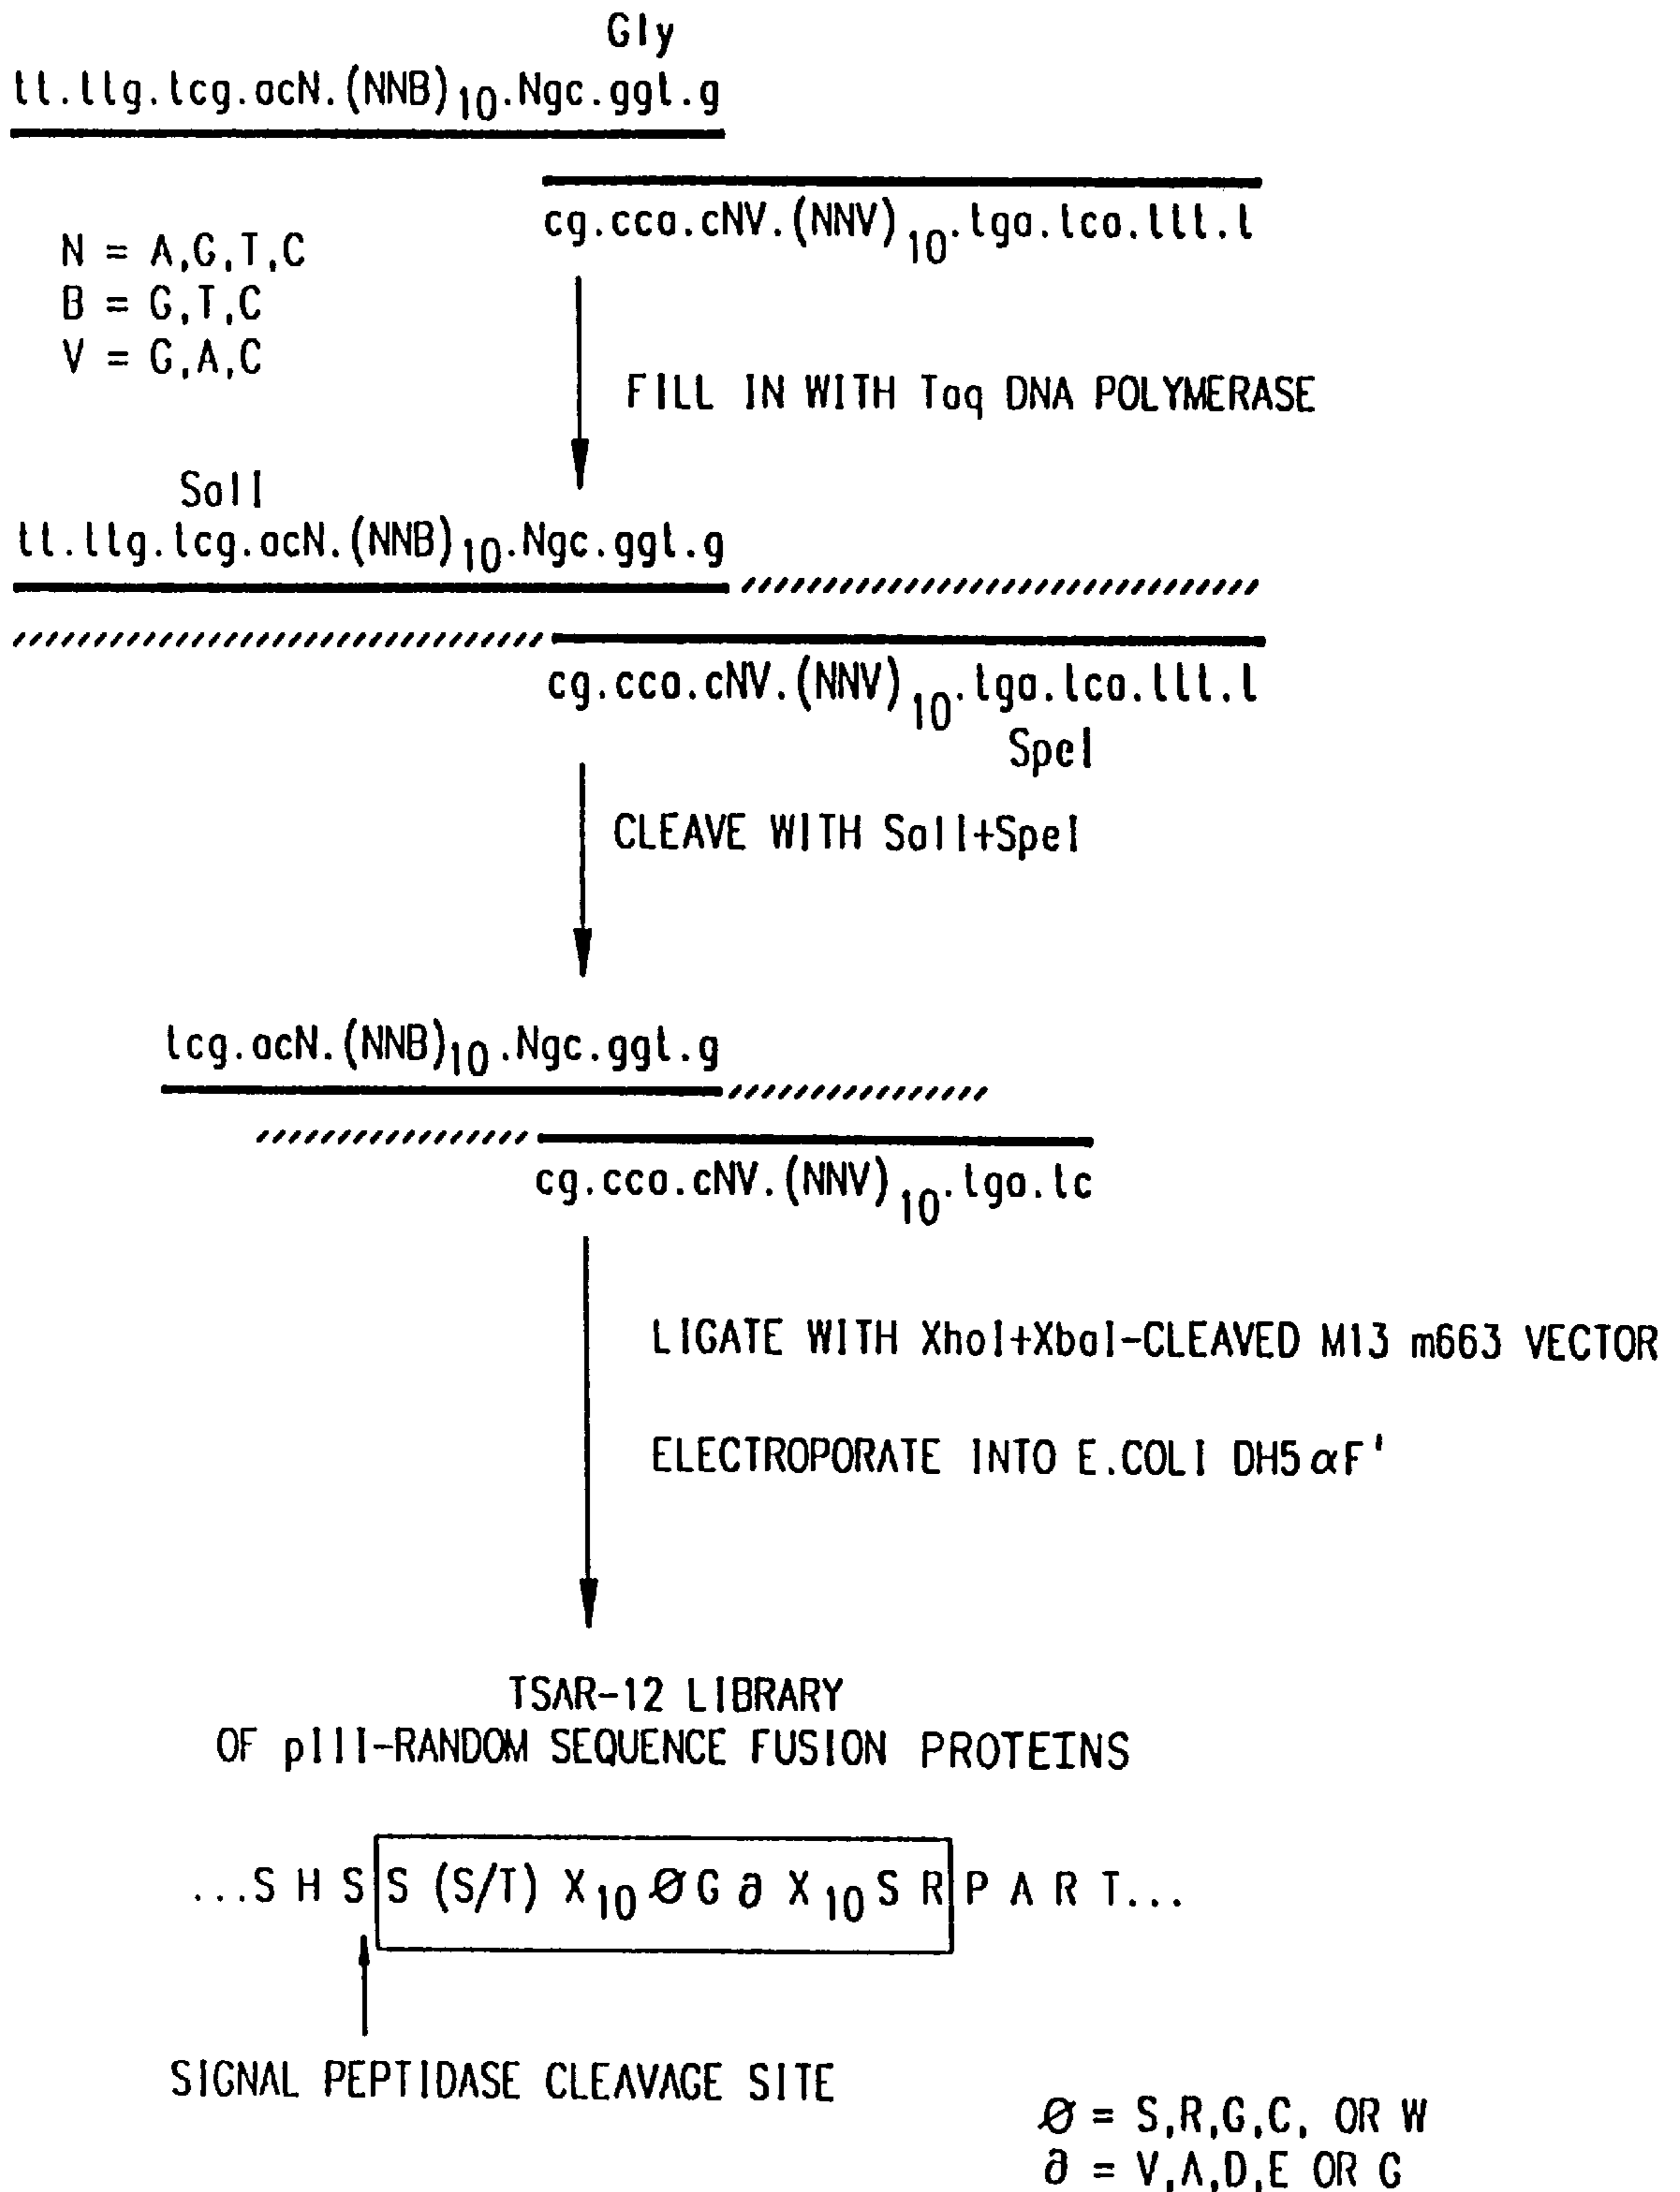 Gly
tt.ttg.tcg.acN.(NNB)10.Ngc.ggt.g
cg.cca.cNV.(NNV)10.tga.tca.ttt.t
N = A,G,T,C
B = G,T,C
V = G,A,C
FILL IN WITH Taq DNA POLYMERASE
SalI
tt.ttg.tcg.acN.(NNB)10.Ngc.ggt.g
cg.cca.cNV.(NNV)10.tga.tca.ttt.t
SpeI
CLEAVE WITH SalI+SpeI
tcg.acN.(NNB)10.Ngc.ggt.g
cg.cca.cNV.(NNV)10.tga.tc
LIGATE WITH XhoI+XbaI-CLEAVED M13 m663 VECTOR
ELECTROPORATE INTO E.COLI DH5αF'
TSAR-12 LIBRARY
OF pIII-RANDOM SEQUENCE FUSION PROTEINS
...S H S S (S/T) X10 Ø G ∂ X10 S R P A R T...
SIGNAL PEPTIDASE CLEAVAGE SITE
Ø = S,R,G,C, OR W
∂ = V,A,D,E OR G